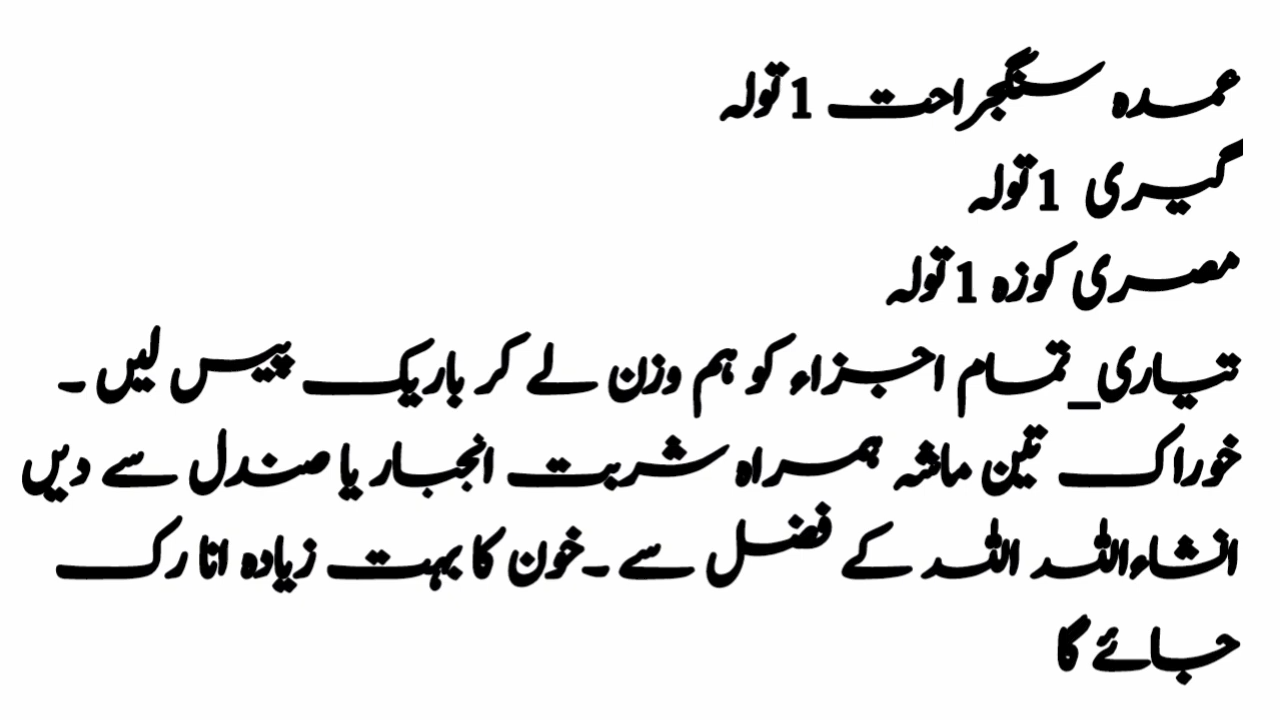 عمدہ سنگجراحت 1 تولہ
گیری 1 تولہ
مصری کوزہ 1 تولہ
تیاری_ تمام اجزاء کو ہم وزن لے کر باریک پیس لیں ۔
خوراک تین ماشہ ہمراہ شربت انجبار یا صندل سے دیں
انشاءاللہ اللہ کے فضل سے ۔خون کا بہت زیادہ انا رک
جائے گا